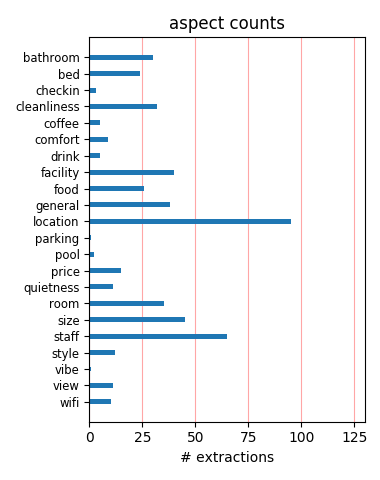 aspect counts
bathroom
bed
checkin
cleanliness
coffee
comfort
drink
facility
food
general
location
parking
pool
price
quietness
room
size
staff
style
vibe
view
wifi
0 25 50 75 100 125
# extractions